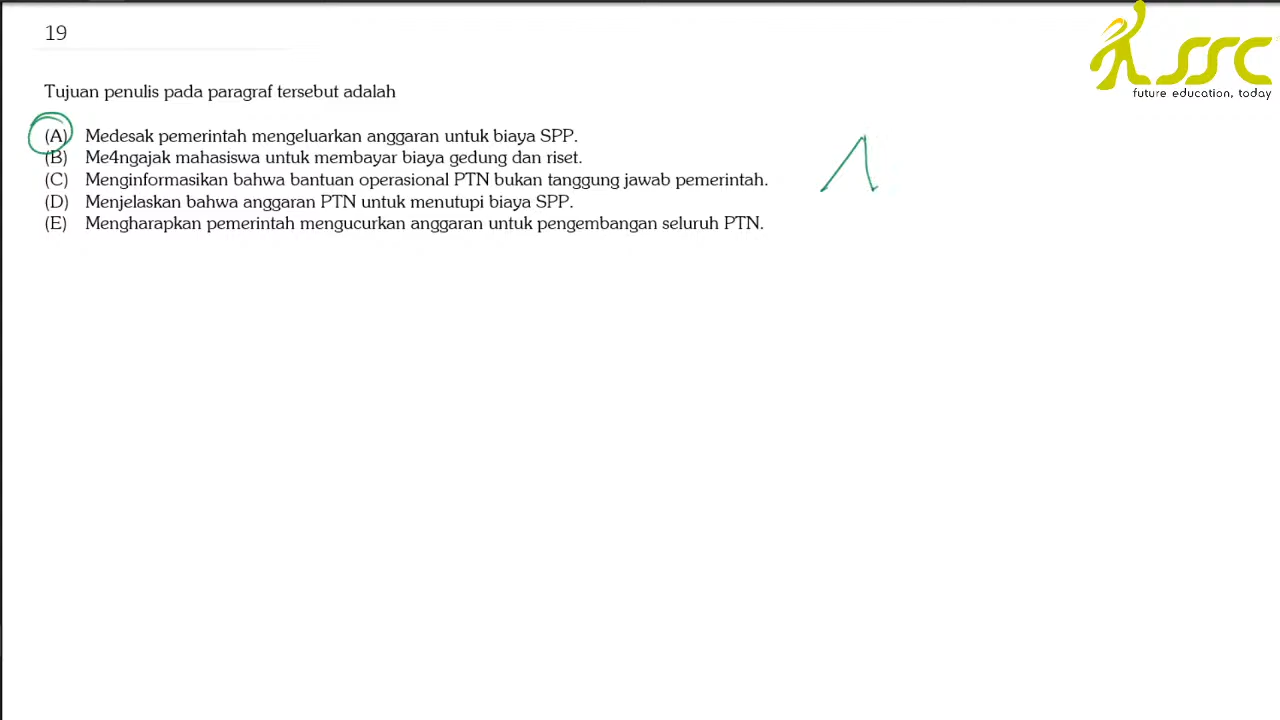 19
SSC
future education, today
Tujuan penulis pada paragraf tersebut adalah
(A) Medesak pemerintah mengeluarkan anggaran untuk biaya SPP.
(B) Me4ngajak mahasiswa untuk membayar biaya gedung dan riset.
(C) Menginformasikan bahwa bantuan operasional PTN bukan tanggung jawab pemerintah.
(D) Menjelaskan bahwa anggaran PTN untuk menutupi biaya SPP.
(E) Mengharapkan pemerintah mengucurkan anggaran untuk pengembangan seluruh PTN.